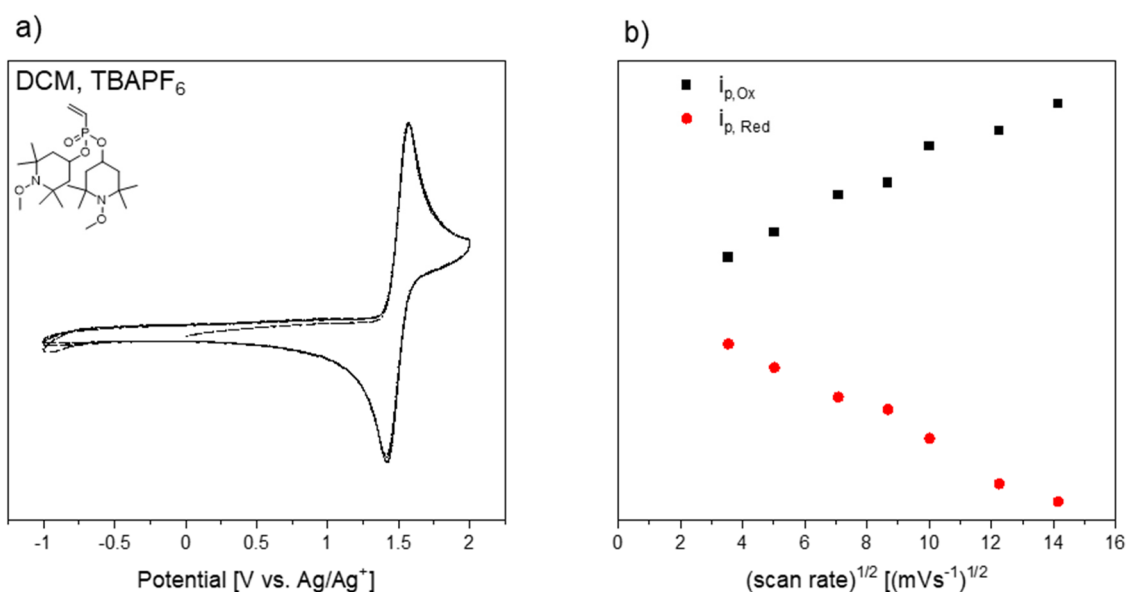 a)
DCM, TBAPF₆
P
O
O
O
N
O
N
O
-1
-0.5
0
0.5
1
1.5
2
Potential [V vs. Ag/Ag⁺]
b)
i p,Ox
i p, Red
0
2
4
6
8
10
12
14
16
(scan rate)^1/2 [(mVs⁻¹)^1/2